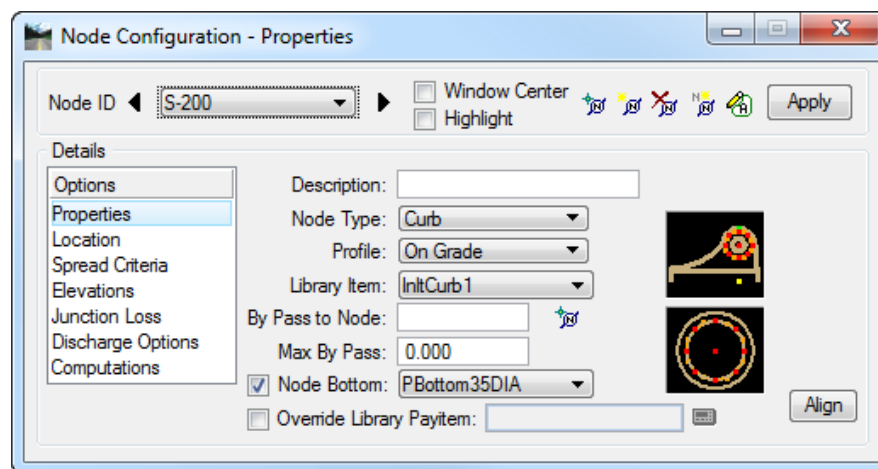 Node Configuration - Properties
Node ID S-200 Window Center Apply
Highlight
Details
Options
Properties
Location
Spread Criteria
Elevations
Junction Loss
Discharge Options
Computations
Description:
Node Type: Curb
Profile: On Grade
Library Item: InltCurb1
By Pass to Node:
Max By Pass: 0.000
Node Bottom: PBottom35DIA
Override Library Payitem:
Align